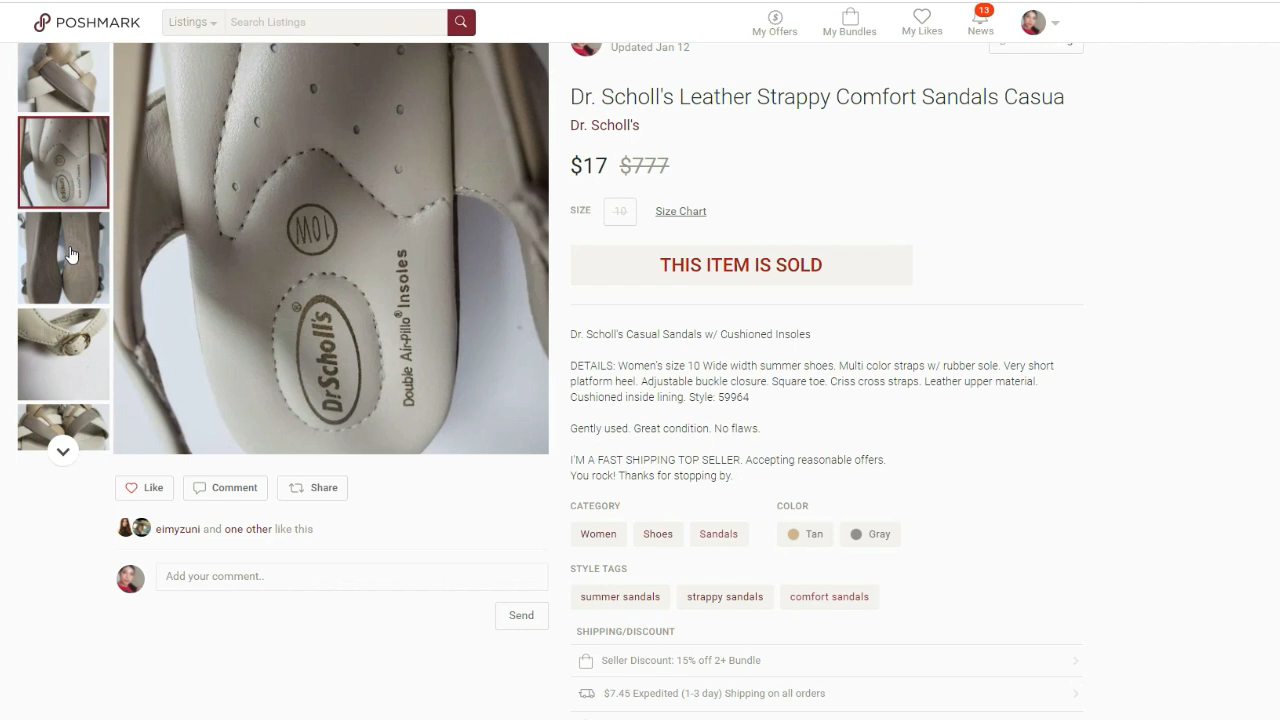 POSHMARK
Listings
Search Listings
My Offers
My Bundles
My Likes
13
News
Updated Jan 12
Dr. Scholl's Leather Strappy Comfort Sandals Casua
Dr. Scholl's
$17 $777
SIZE 10 Size Chart
THIS ITEM IS SOLD
Dr. Scholl's Casual Sandals w/ Cushioned Insoles
DETAILS: Women's size 10 Wide width summer shoes. Multi color straps w/ rubber sole. Very short
platform heel. Adjustable buckle closure. Square toe. Criss cross straps. Leather upper material.
Cushioned inside lining. Style: 59964
Gently used. Great condition. No flaws.
I'M A FAST SHIPPING TOP SELLER. Accepting reasonable offers.
You rock! Thanks for stopping by.
CATEGORY
Women Shoes Sandals
COLOR
Tan Gray
STYLE TAGS
summer sandals strappy sandals comfort sandals
SHIPPING/DISCOUNT
Seller Discount: 15% off 2+ Bundle
$7.45 Expedited (1-3 day) Shipping on all orders
10W
Dr Scholl's®
Double Air-Pillo® Insoles
Like Comment Share
eimyzuni and one other like this
Add your comment..
Send